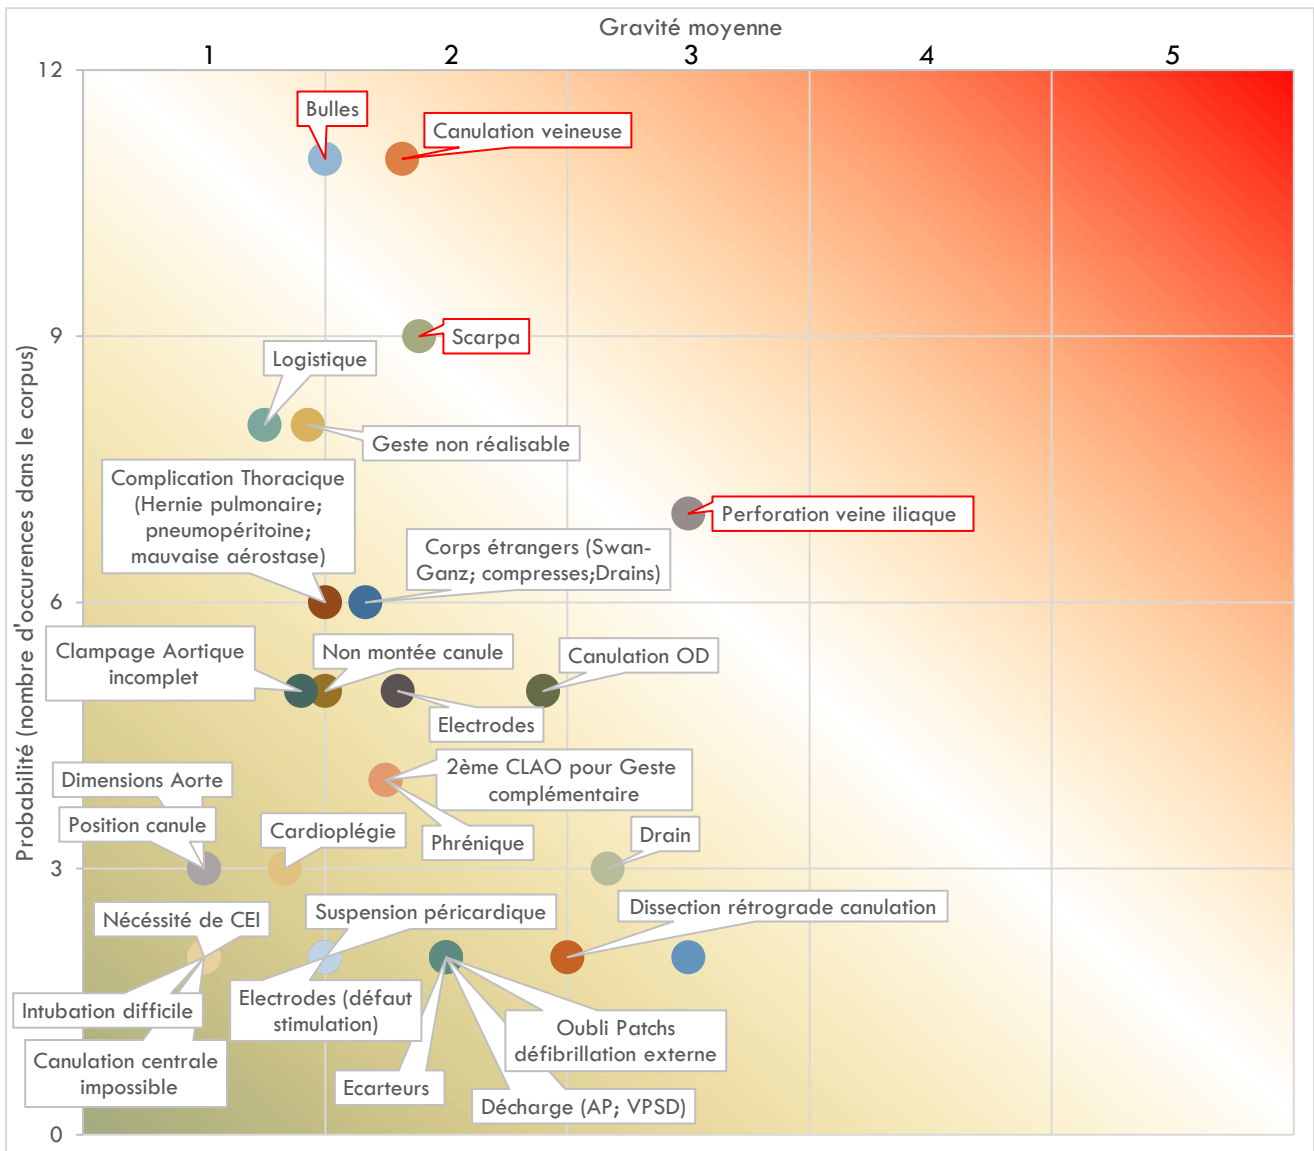 Gravité moyenne
1
2
3
4
5
12
9
6
3
0
Probabilité (nombre d'occurences dans le corpus)
Bulles
Canulation veineuse
Scarpa
Logistique
Geste non réalisable
Complication Thoracique
(Hernie pulmonaire;
pneumopéritoine;
mauvaise aérostase)
Perforation veine iliaque
Corps étrangers (Swan-
Ganz; compresses;Drains)
Clampage Aortique
incomplet
Non montée canule
Canulation OD
Electrodes
2ème CLAO pour Geste
complémentaire
Dimensions Aorte
Position canule
Cardioplégie
Phrénique
Drain
Nécéssité de CEI
Suspension péricardique
Dissection rétrograde canulation
Intubation difficile
Electrodes (défaut
stimulation)
Oubli Patchs
défibrillation externe
Canulation centrale
impossible
Ecarteurs
Décharge (AP; VPSD)